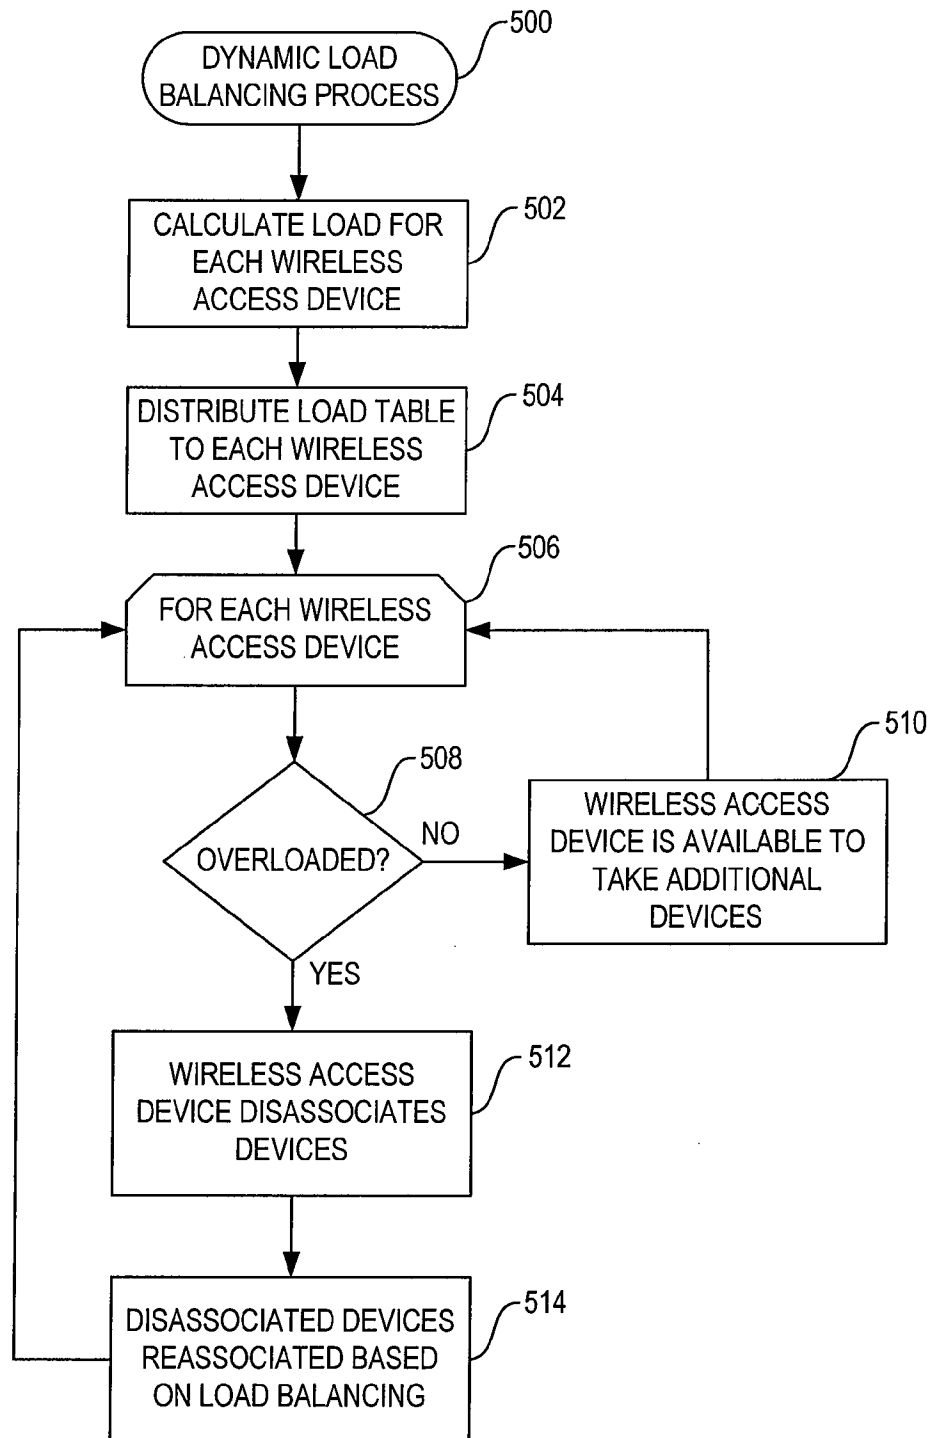 500
DYNAMIC LOAD
BALANCING PROCESS
502
CALCULATE LOAD FOR
EACH WIRELESS
ACCESS DEVICE
504
DISTRIBUTE LOAD TABLE
TO EACH WIRELESS
ACCESS DEVICE
506
FOR EACH WIRELESS
ACCESS DEVICE
508
OVERLOADED?
NO
510
WIRELESS ACCESS
DEVICE IS AVAILABLE TO
TAKE ADDITIONAL
DEVICES
YES
512
WIRELESS ACCESS
DEVICE DISASSOCIATES
DEVICES
514
DISASSOCIATED DEVICES
REASSOCIATED BASED
ON LOAD BALANCING